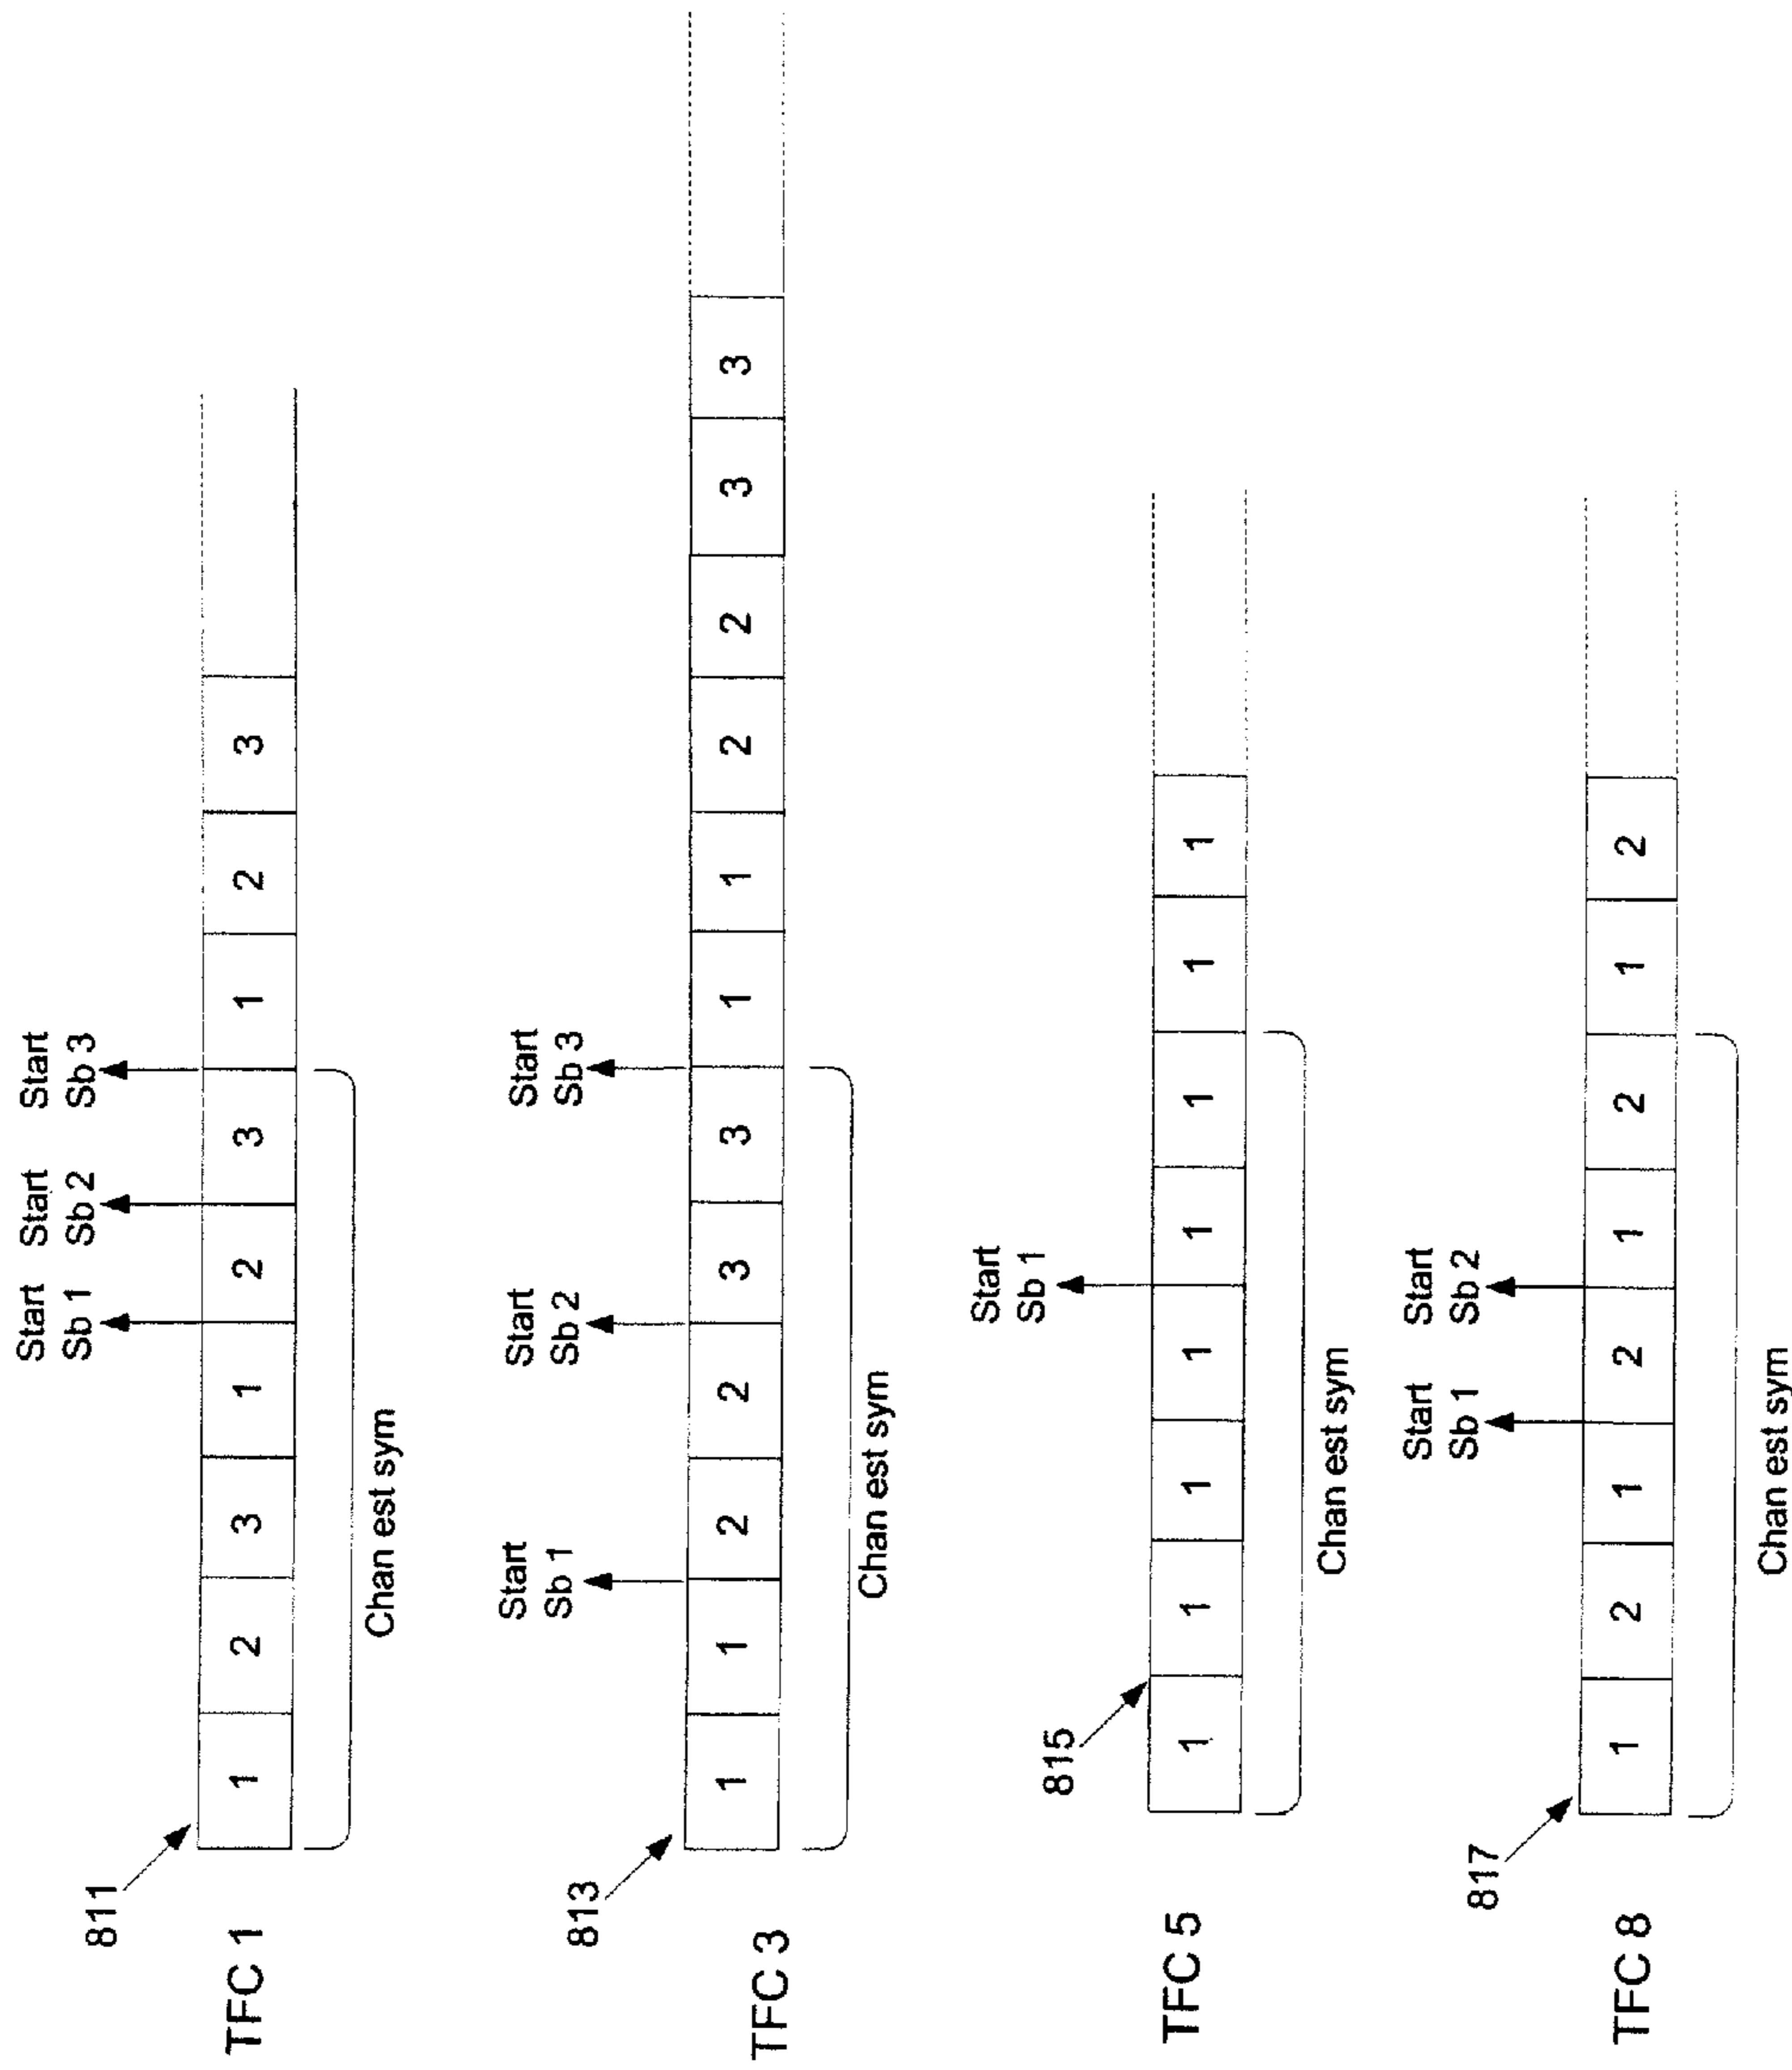 Start Start Start
Sb 1 Sb 2 Sb 3
811
TFC 1
1 2 3 1 2 3 1 2 3
Chan est sym
Start Start Start
Sb 1 Sb 2 Sb 3
813
TFC 3
1 1 2 2 3 3 1 1 2 2 3 3
Chan est sym
Start
Sb 1
815
TFC 5
1 1 1 1 1 1 1 1
Chan est sym
Start Start
Sb 1 Sb 2
817
TFC 8
1 2 1 2 1 2 1 2
Chan est sym